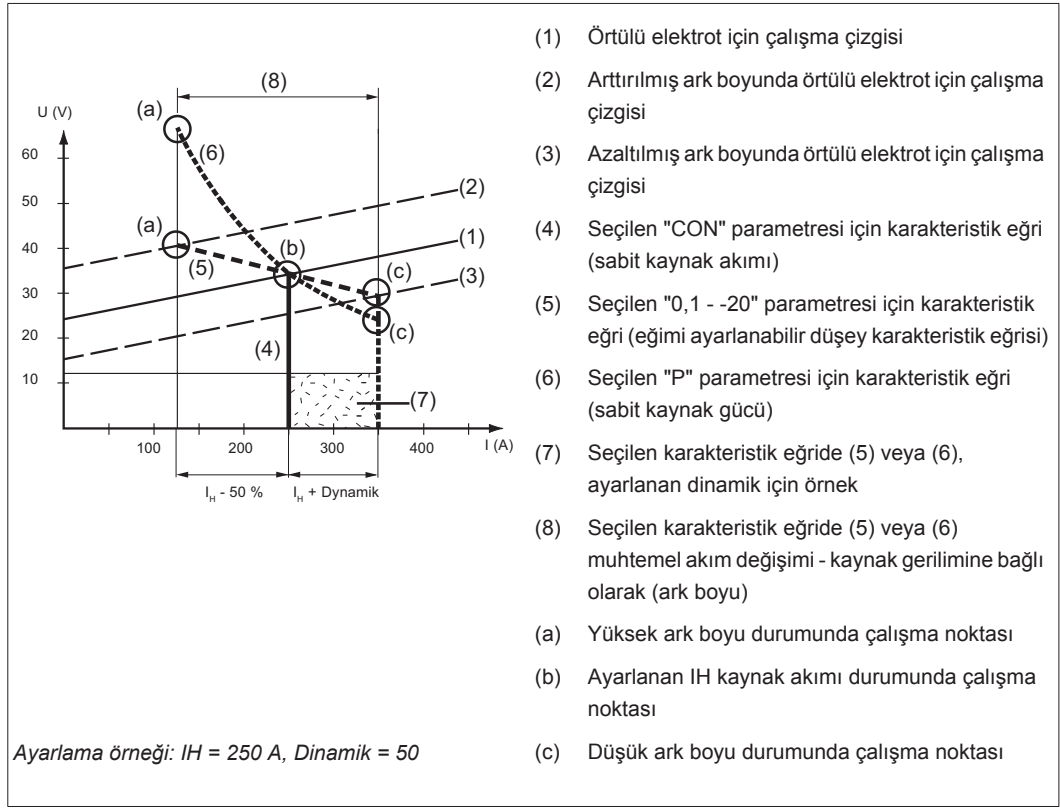 (8)
(a)
U (V)
(6)
60
50
(2)
(a)
40
(b)
(1)
(5)
(c)
30
(3)
20
(4)
(c)
10
(7)
100
200
300
400
I (A)
I_H - 50 %
I_H + Dynamik
Ayarlama örneği: IH = 250 A, Dinamik = 50
(1) Örtülü elektrot için çalışma çizgisi
(2) Arttırılmış ark boyunda örtülü elektrot için çalışma
çizgisi
(3) Azaltılmış ark boyunda örtülü elektrot için çalışma
çizgisi
(4) Seçilen "CON" parametresi için karakteristik eğri
(sabit kaynak akımı)
(5) Seçilen "0,1 - -20" parametresi için karakteristik
eğri (eğimi ayarlanabilir düşey karakteristik eğrisi)
(6) Seçilen "P" parametresi için karakteristik eğri
(sabit kaynak gücü)
(7) Seçilen karakteristik eğride (5) veya (6),
ayarlanan dinamik için örnek
(8) Seçilen karakteristik eğride (5) veya (6)
muhtemel akım değişimi - kaynak gerilimine bağlı
olarak (ark boyu)
(a) Yüksek ark boyu durumunda çalışma noktası
(b) Ayarlanan IH kaynak akımı durumunda çalışma
noktası
(c) Düşük ark boyu durumunda çalışma noktası